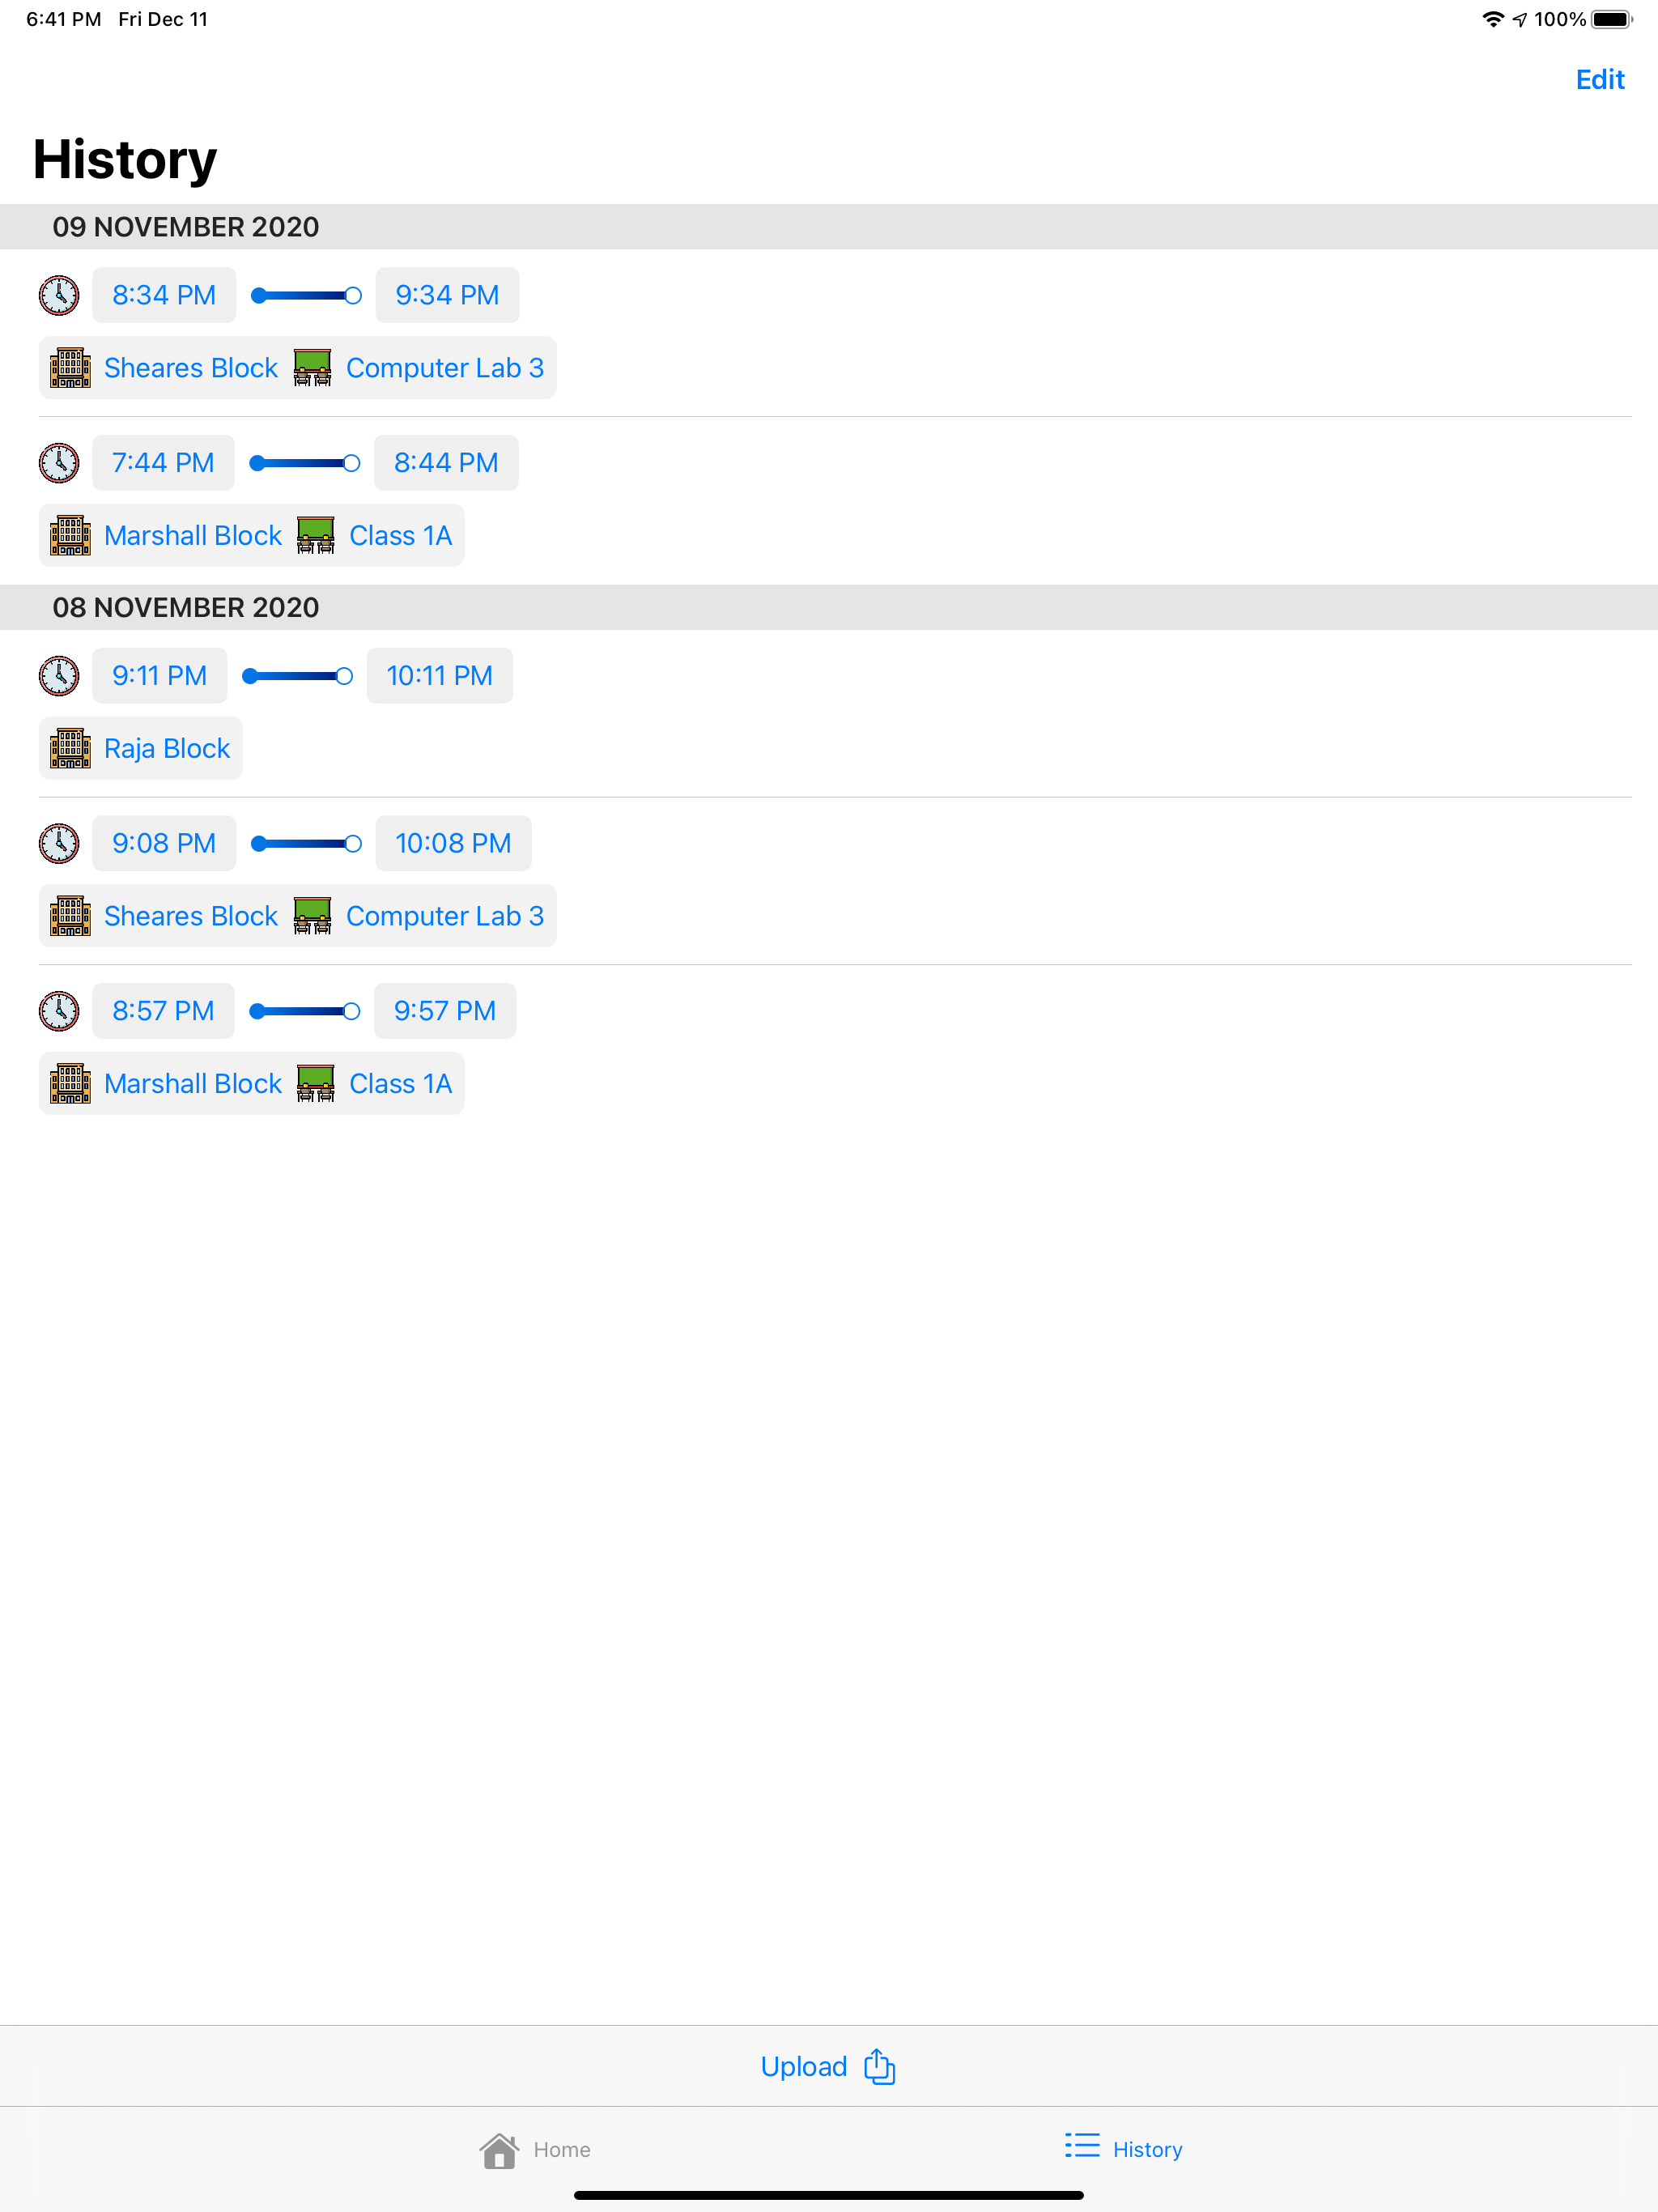 6:41 PM Fri Dec 11 100%
Edit
History
09 NOVEMBER 2020
8:34 PM 9:34 PM
Sheares Block Computer Lab 3
7:44 PM 8:44 PM
Marshall Block Class 1A
08 NOVEMBER 2020
9:11 PM 10:11 PM
Raja Block
9:08 PM 10:08 PM
Sheares Block Computer Lab 3
8:57 PM 9:57 PM
Marshall Block Class 1A
Upload
Home History